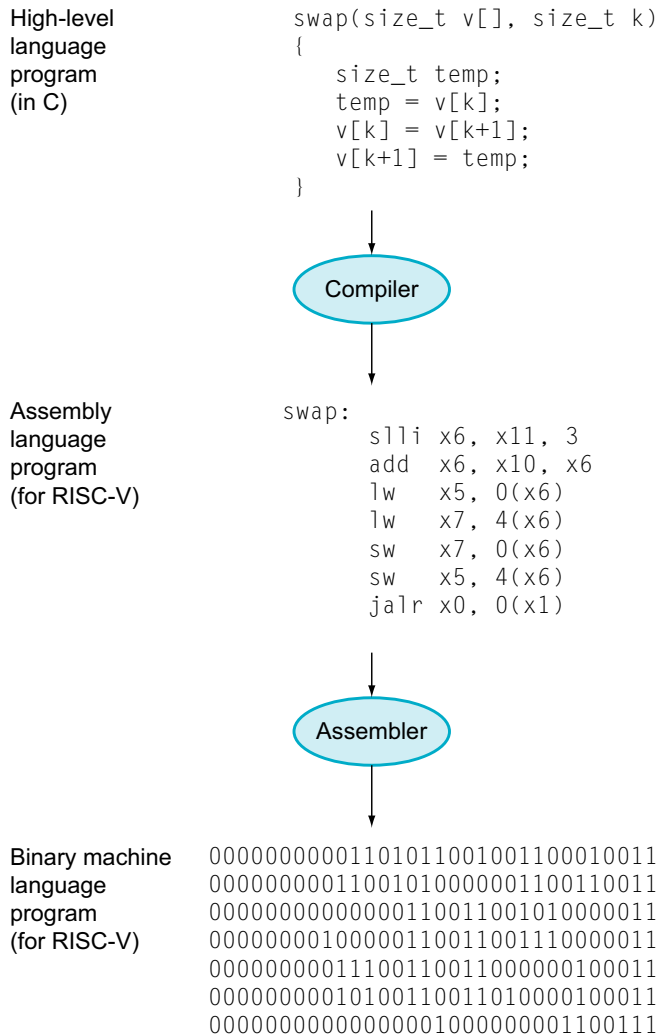 High-level
language
program
(in C)
swap(size_t v[], size_t k)
{
size_t temp;
temp = v[k];
v[k] = v[k+1];
v[k+1] = temp;
}
Compiler
Assembly
language
program
(for RISC-V)
swap:
slli x6, x11, 3
add x6, x10, x6
lw x5, 0(x6)
lw x7, 4(x6)
sw x7, 0(x6)
sw x5, 4(x6)
jalr x0, 0(x1)
Assembler
Binary machine
language
program
(for RISC-V)
00000000001101011001001100010011
00000000011001010000001100110011
00000000000000110011001010000011
00000000100000110011001110000011
00000000011100110011000000100011
00000000010100110011010000100011
00000000000000001000000001100111